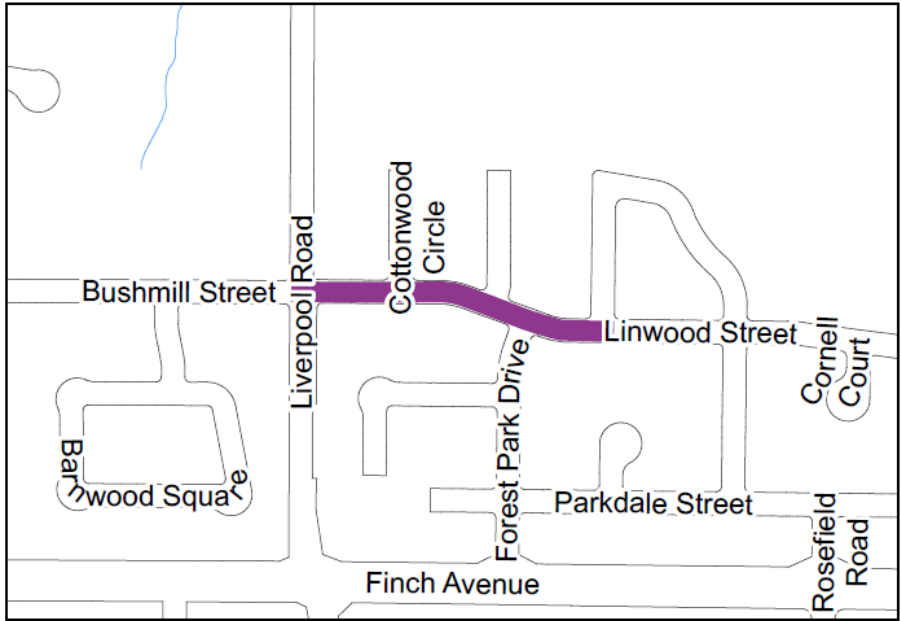 Cottonwood
Circle
Liverpool Road
Bushmill Street
Linwood Street
Cornell
Court
Forest Park Drive
Barnwood Square
Parkdale Street
Rosefield
Road
Finch Avenue